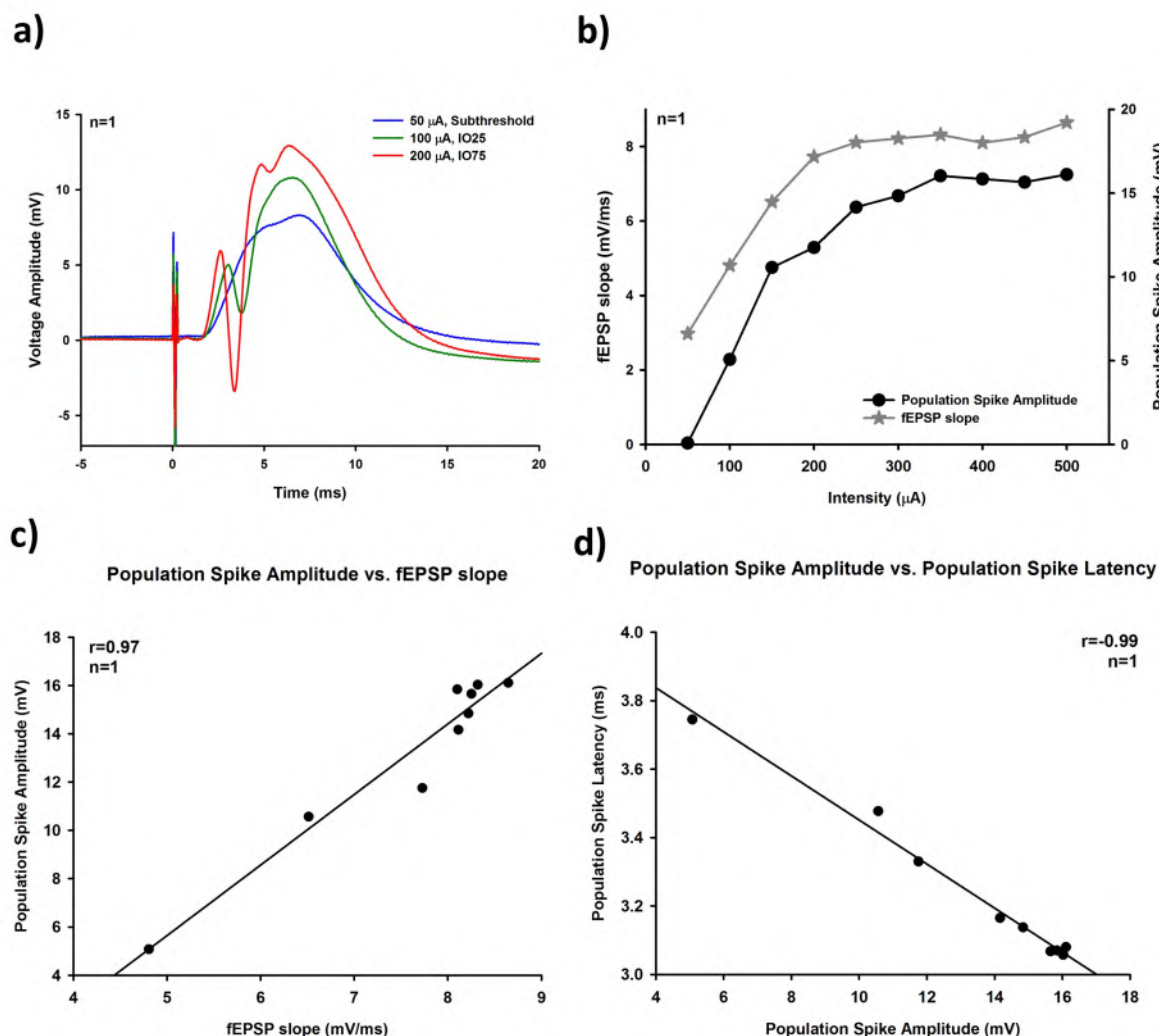 a)
n=1
50 μA, Subthreshold
100 μA, IO25
200 μA, IO75
Voltage Amplitude (mV)
15
10
5
0
-5
-5 0 5 10 15 20
Time (ms)
b)
n=1
fEPSP slope (mV/ms)
8
6
4
2
0
Population Spike Amplitude (mV)
20
15
10
5
0
Population Spike Amplitude
fEPSP slope
0 100 200 300 400 500
Intensity (μA)
c)
Population Spike Amplitude vs. fEPSP slope
r=0.97
n=1
Population Spike Amplitude (mV)
18
16
14
12
10
8
6
4
4 5 6 7 8 9
fEPSP slope (mV/ms)
d)
Population Spike Amplitude vs. Population Spike Latency
r=-0.99
n=1
Population Spike Latency (ms)
4.0
3.8
3.6
3.4
3.2
3.0
4 6 8 10 12 14 16 18
Population Spike Amplitude (mV)